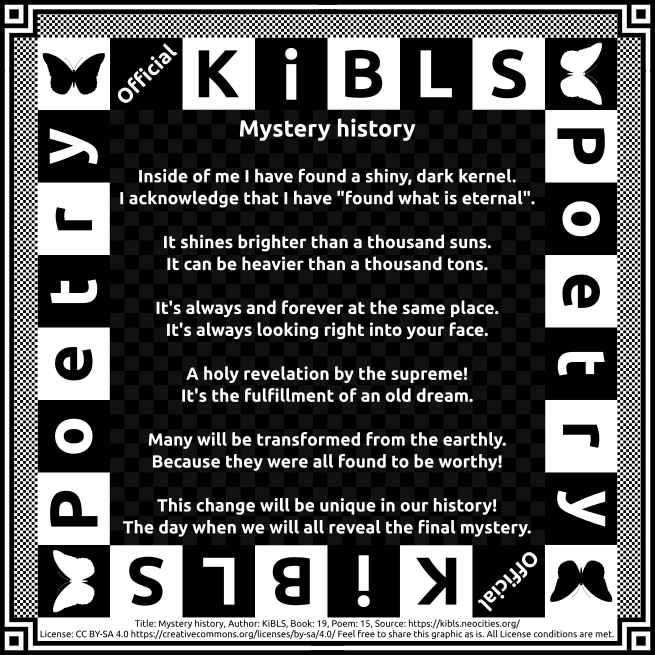 Official KiBLS
Poetry
Poetry
Mystery history
Inside of me I have found a shiny, dark kernel.
I acknowledge that I have "found what is eternal".
It shines brighter than a thousand suns.
It can be heavier than a thousand tons.
It's always and forever at the same place.
It's always looking right into your face.
A holy revelation by the supreme!
It's the fulfillment of an old dream.
Many will be transformed from the earthly.
Because they were all found to be worthy!
This change will be unique in our history!
The day when we will all reveal the final mystery.
Official KiBLS
Title: Mystery history, Author: KiBLS, Book: 19, Poem: 15, Source: https://kibls.neocities.org/
License: CC BY-SA 4.0 https://creativecommons.org/licenses/by-sa/4.0/ Feel free to share this graphic as is. All License conditions are met.